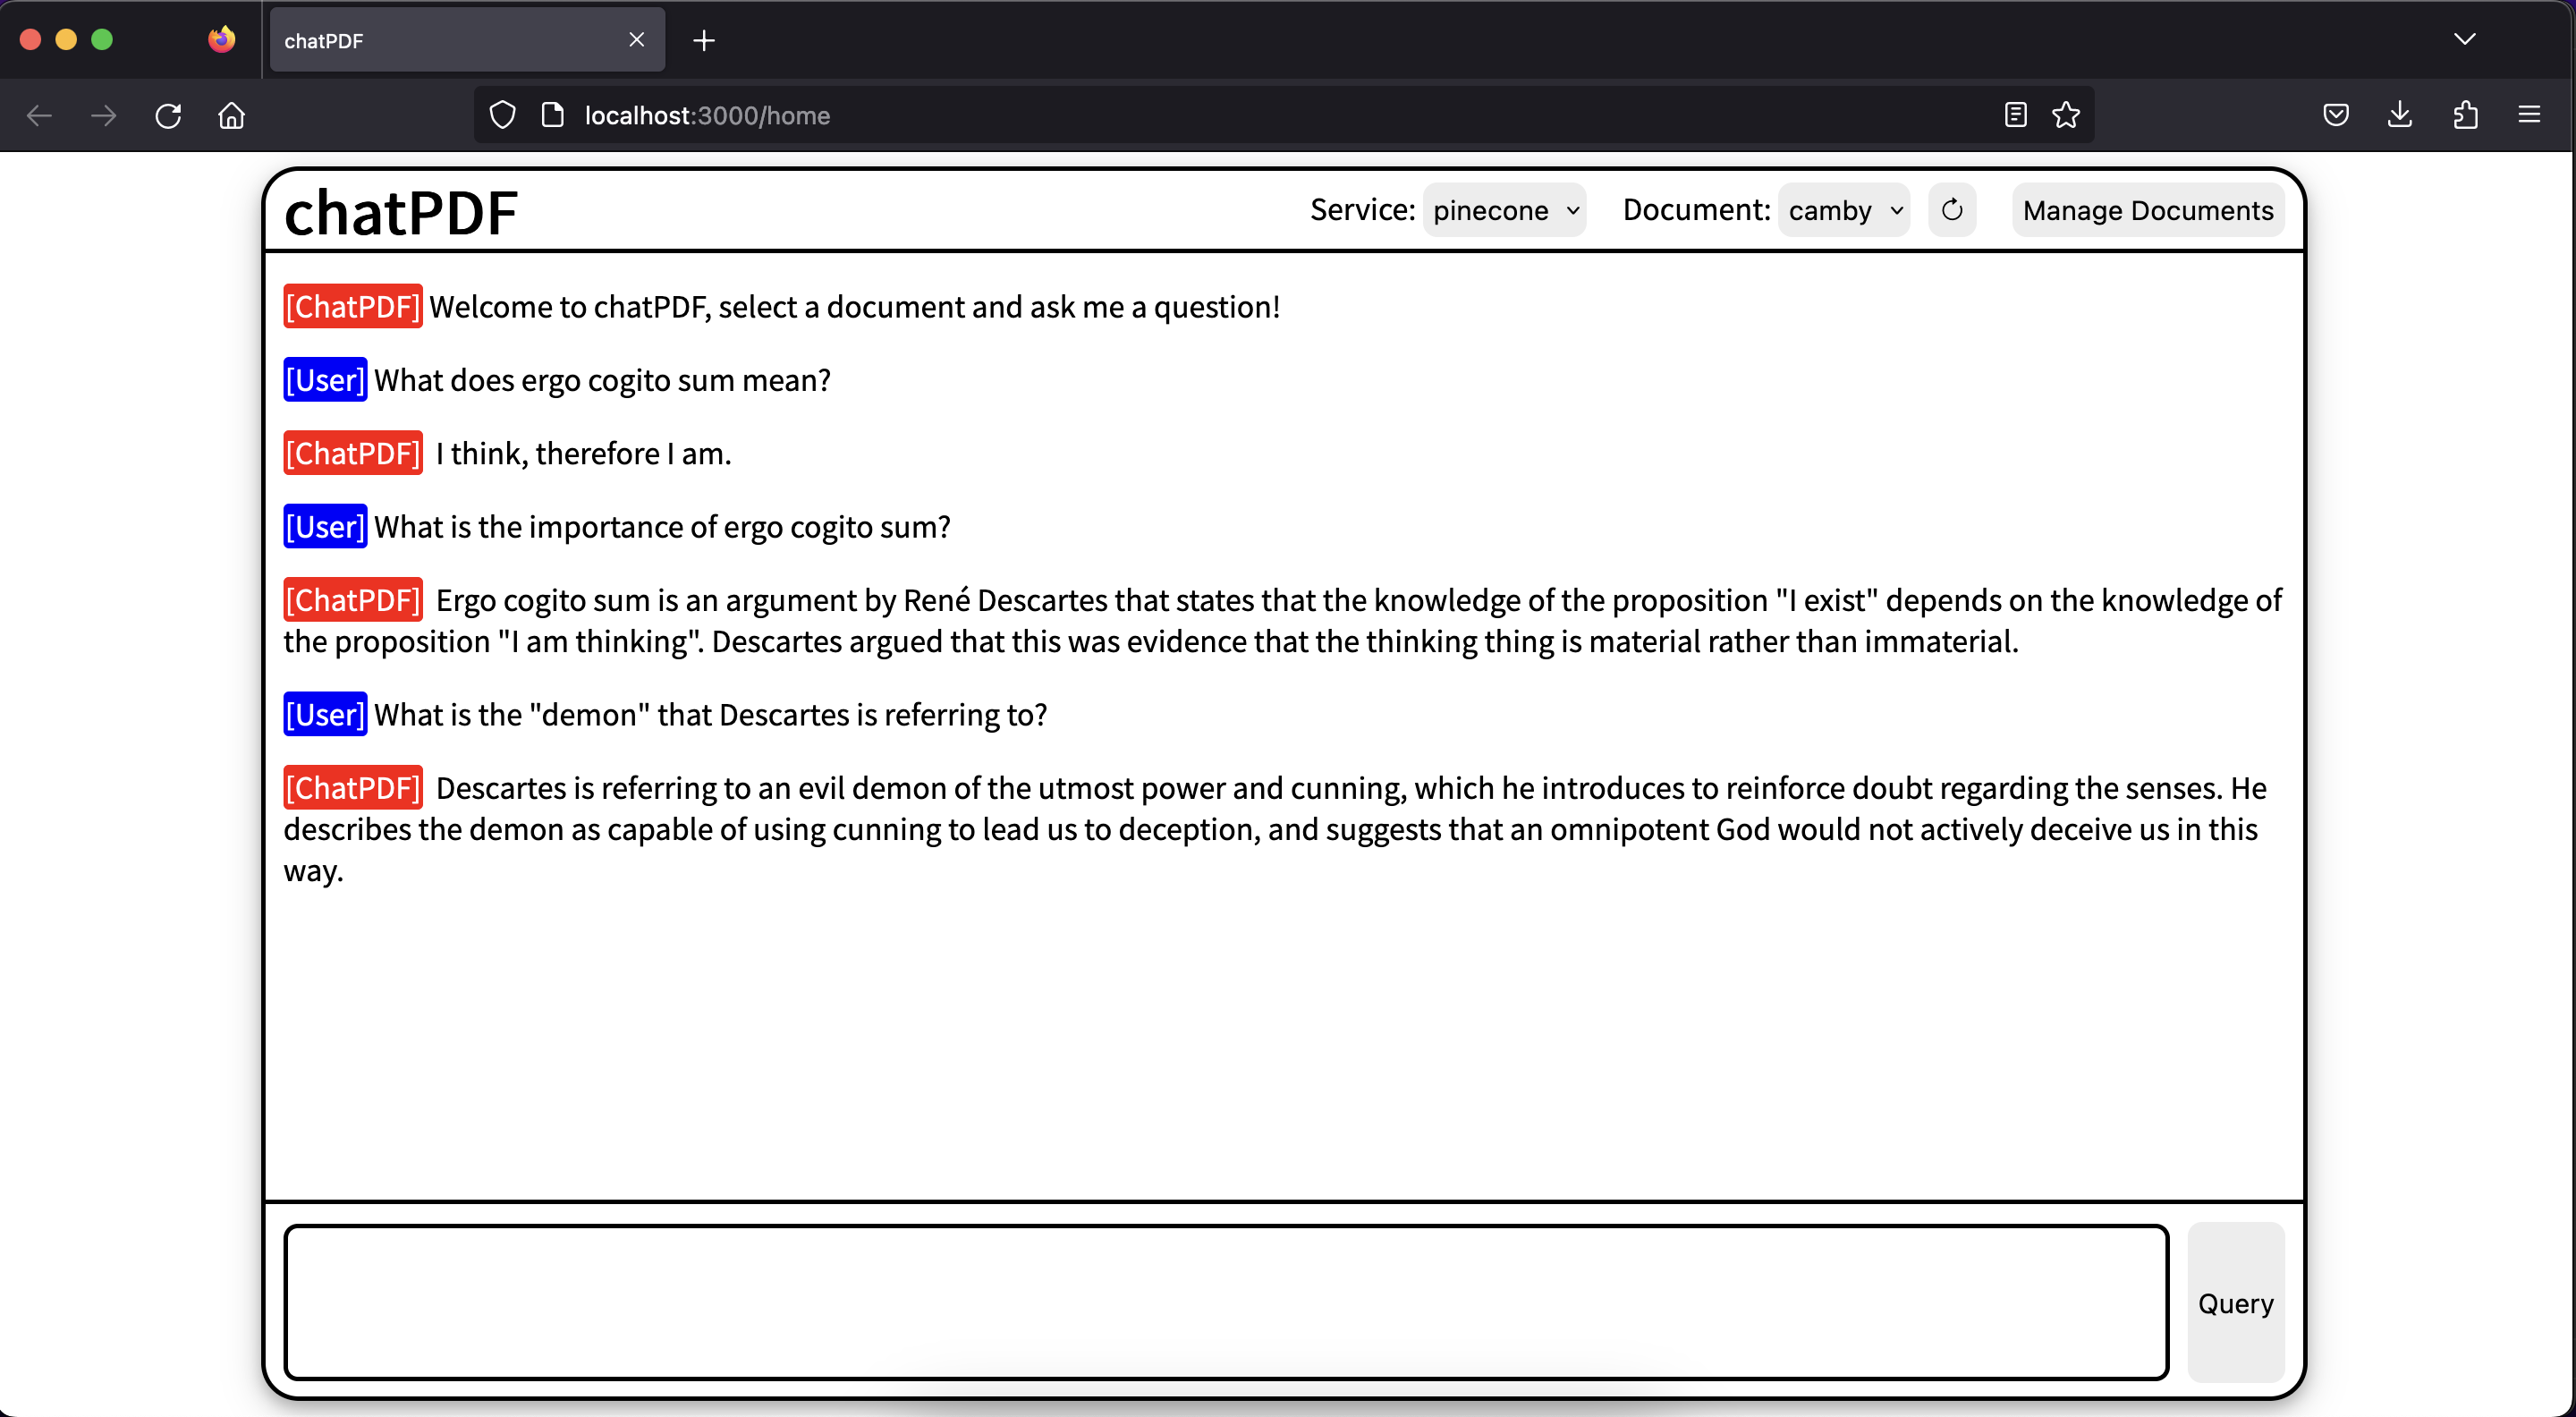 chatPDF
localhost:3000/home
chatPDF
Service: pinecone Document: camby Manage Documents
[ChatPDF] Welcome to chatPDF, select a document and ask me a question!
[User] What does ergo cogito sum mean?
[ChatPDF] I think, therefore I am.
[User] What is the importance of ergo cogito sum?
[ChatPDF] Ergo cogito sum is an argument by René Descartes that states that the knowledge of the proposition "I exist" depends on the knowledge of
the proposition "I am thinking". Descartes argued that this was evidence that the thinking thing is material rather than immaterial.
[User] What is the "demon" that Descartes is referring to?
[ChatPDF] Descartes is referring to an evil demon of the utmost power and cunning, which he introduces to reinforce doubt regarding the senses. He
describes the demon as capable of using cunning to lead us to deception, and suggests that an omnipotent God would not actively deceive us in this
way.
Query